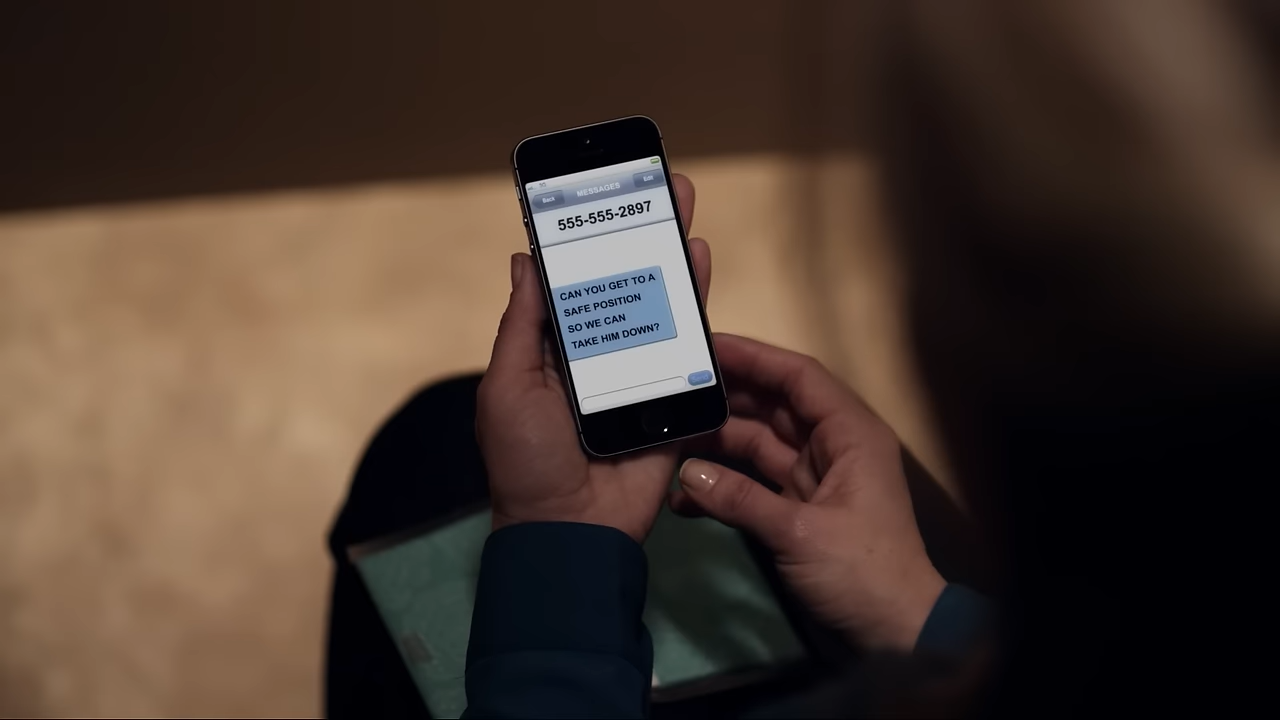 Back MESSAGES Edit
555-555-2897
CAN YOU GET TO A
SAFE POSITION
SO WE CAN
TAKE HIM DOWN?